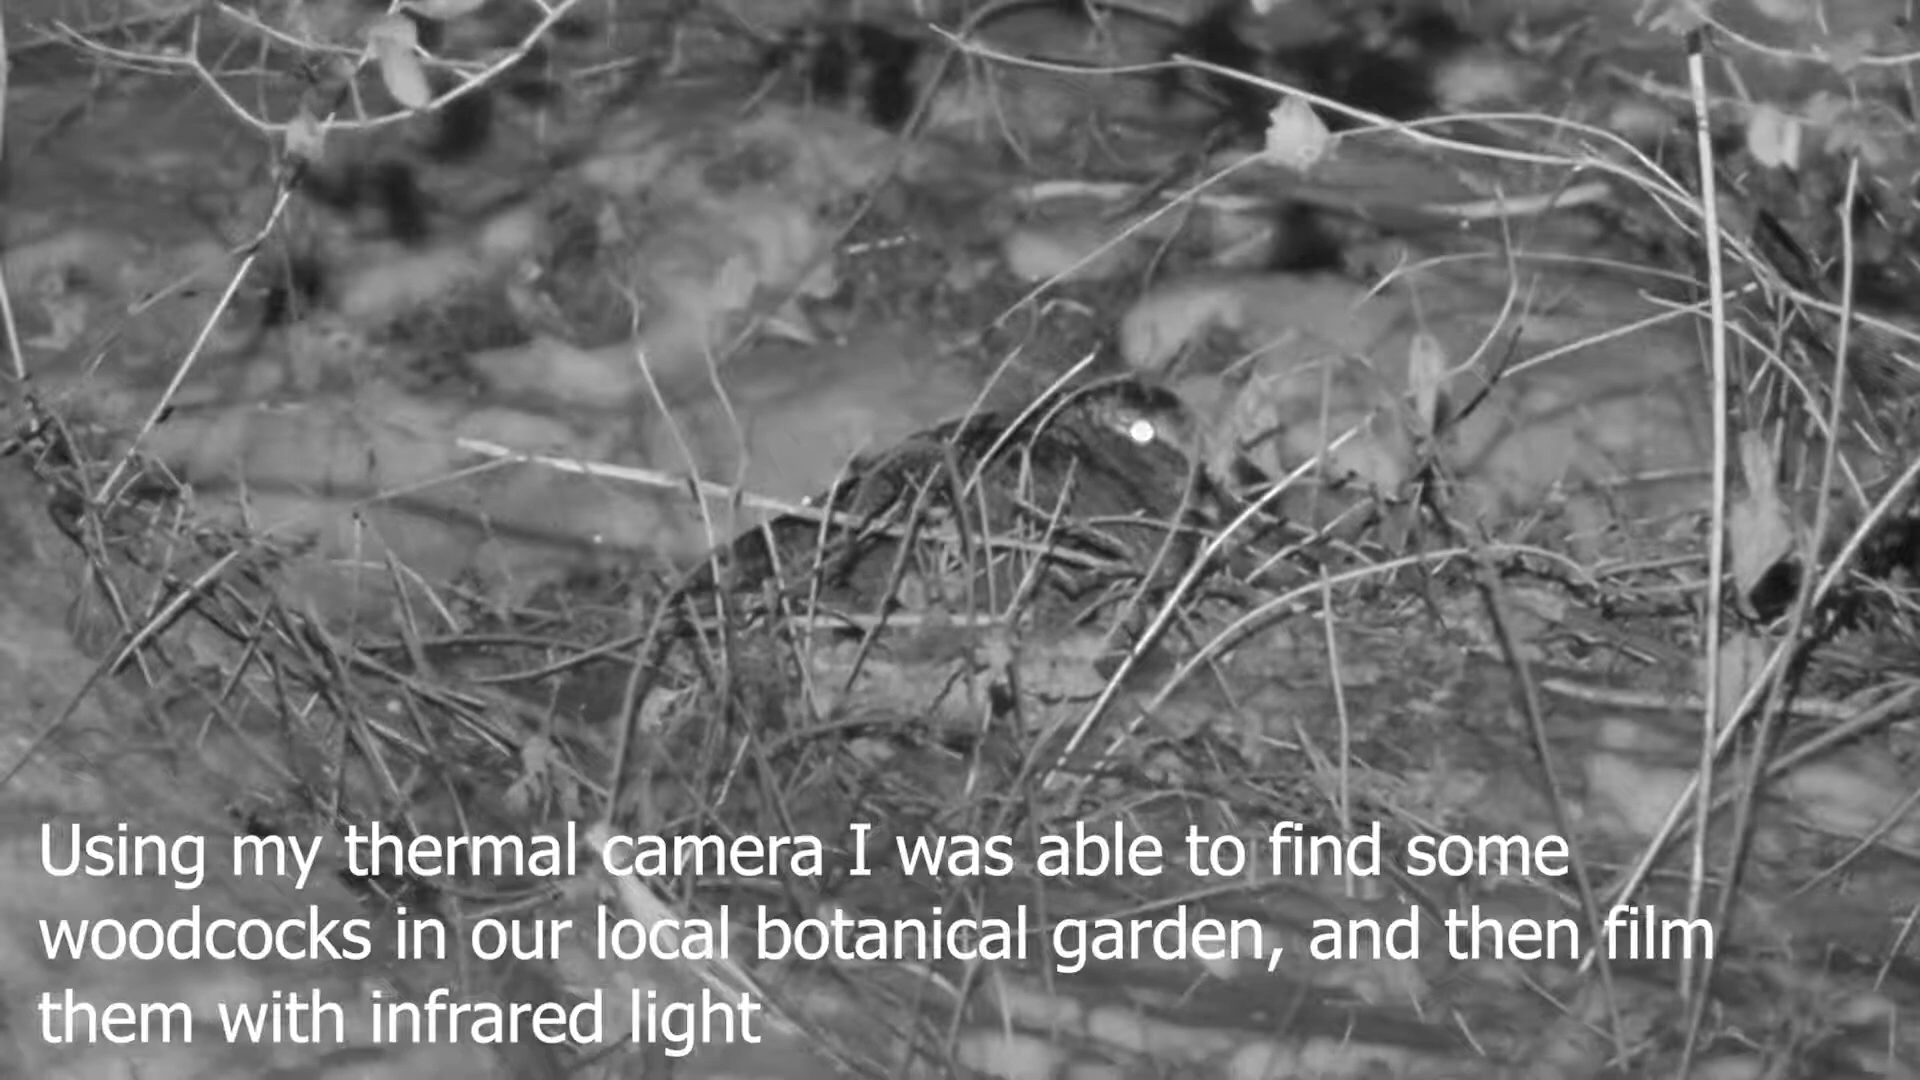 Using my thermal camera I was able to find some
woodcocks in our local botanical garden, and then film
them with infrared light